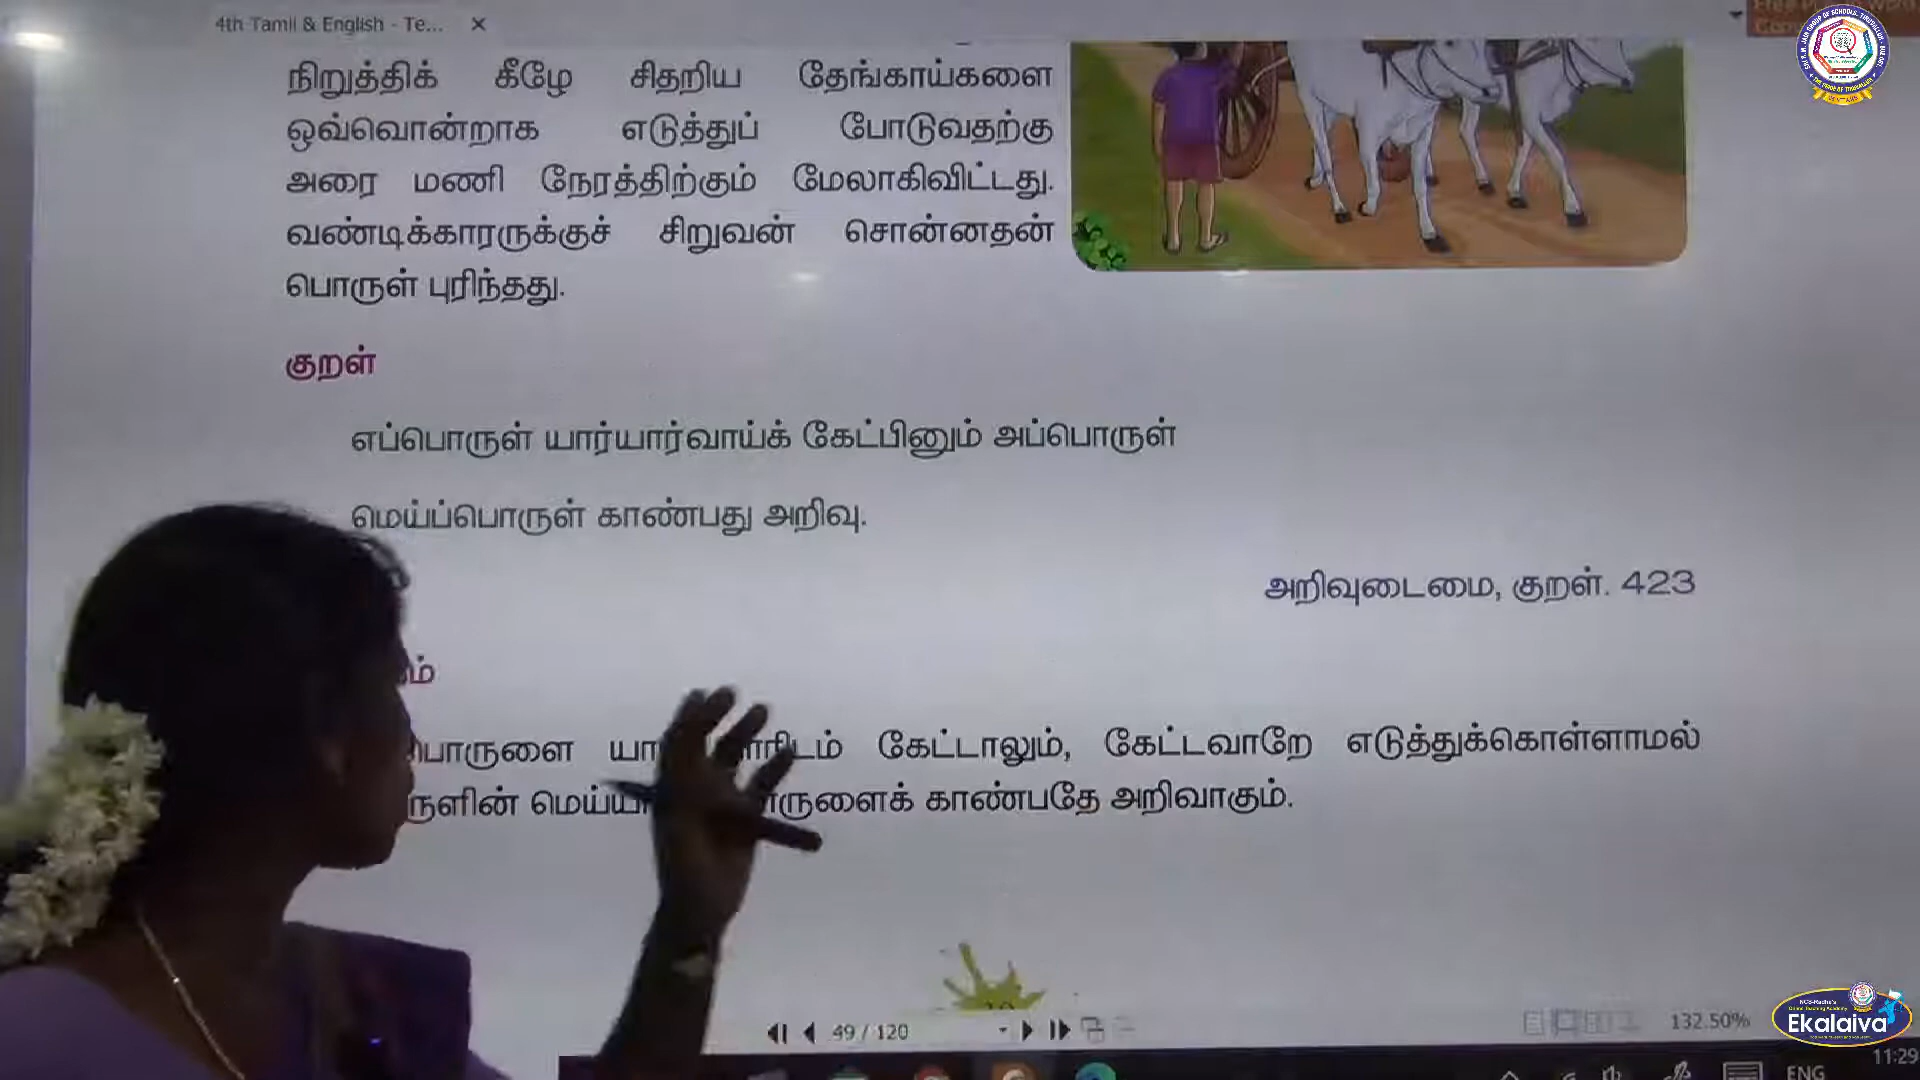 4th Tamil & English - Te...
நிறுத்திக் கீழே சிதறிய தேங்காய்களை
ஒவ்வொன்றாக எடுத்துப் போடுவதற்கு
அரை மணி நேரத்திற்கும் மேலாகிவிட்டது.
வண்டிக்காரருக்குச் சிறுவன் சொன்னதன்
பொருள் புரிந்தது.
குறள்
எப்பொருள் யார்யார்வாய்க் கேட்பினும் அப்பொருள்
மெய்ப்பொருள் காண்பது அறிவு.
அறிவுடைமை, குறள். 423
கேட்டாலும், கேட்டவாறே எடுத்துக்கொள்ளாமல்
காண்பதே அறிவாகும்.
49 / 120
132.50%
Ekalaiva
11:29
ENG